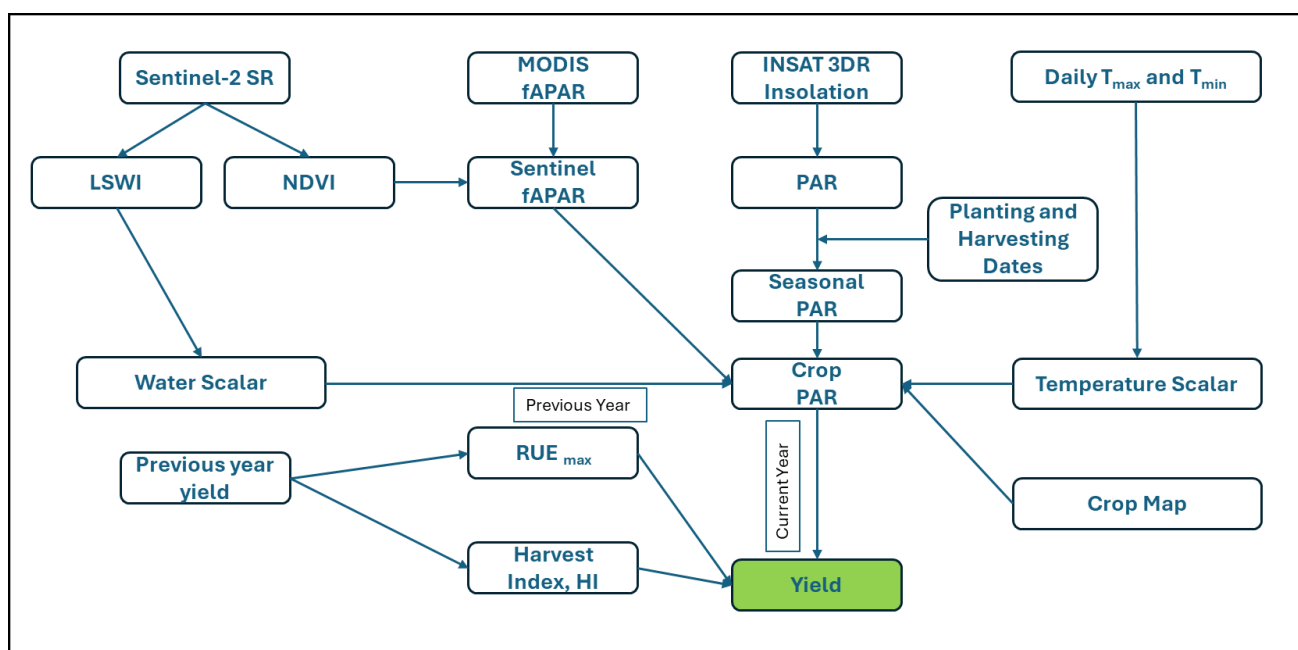 Sentinel-2 SR
MODIS
fAPAR
INSAT 3DR
Insolation
Daily Tmax and Tmin
LSWI
NDVI
Sentinel
fAPAR
PAR
Planting and
Harvesting
Dates
Seasonal
PAR
Water Scalar
Crop
PAR
Temperature Scalar
Previous Year
Previous year
yield
RUE max
Current Year
Crop Map
Harvest
Index, HI
Yield